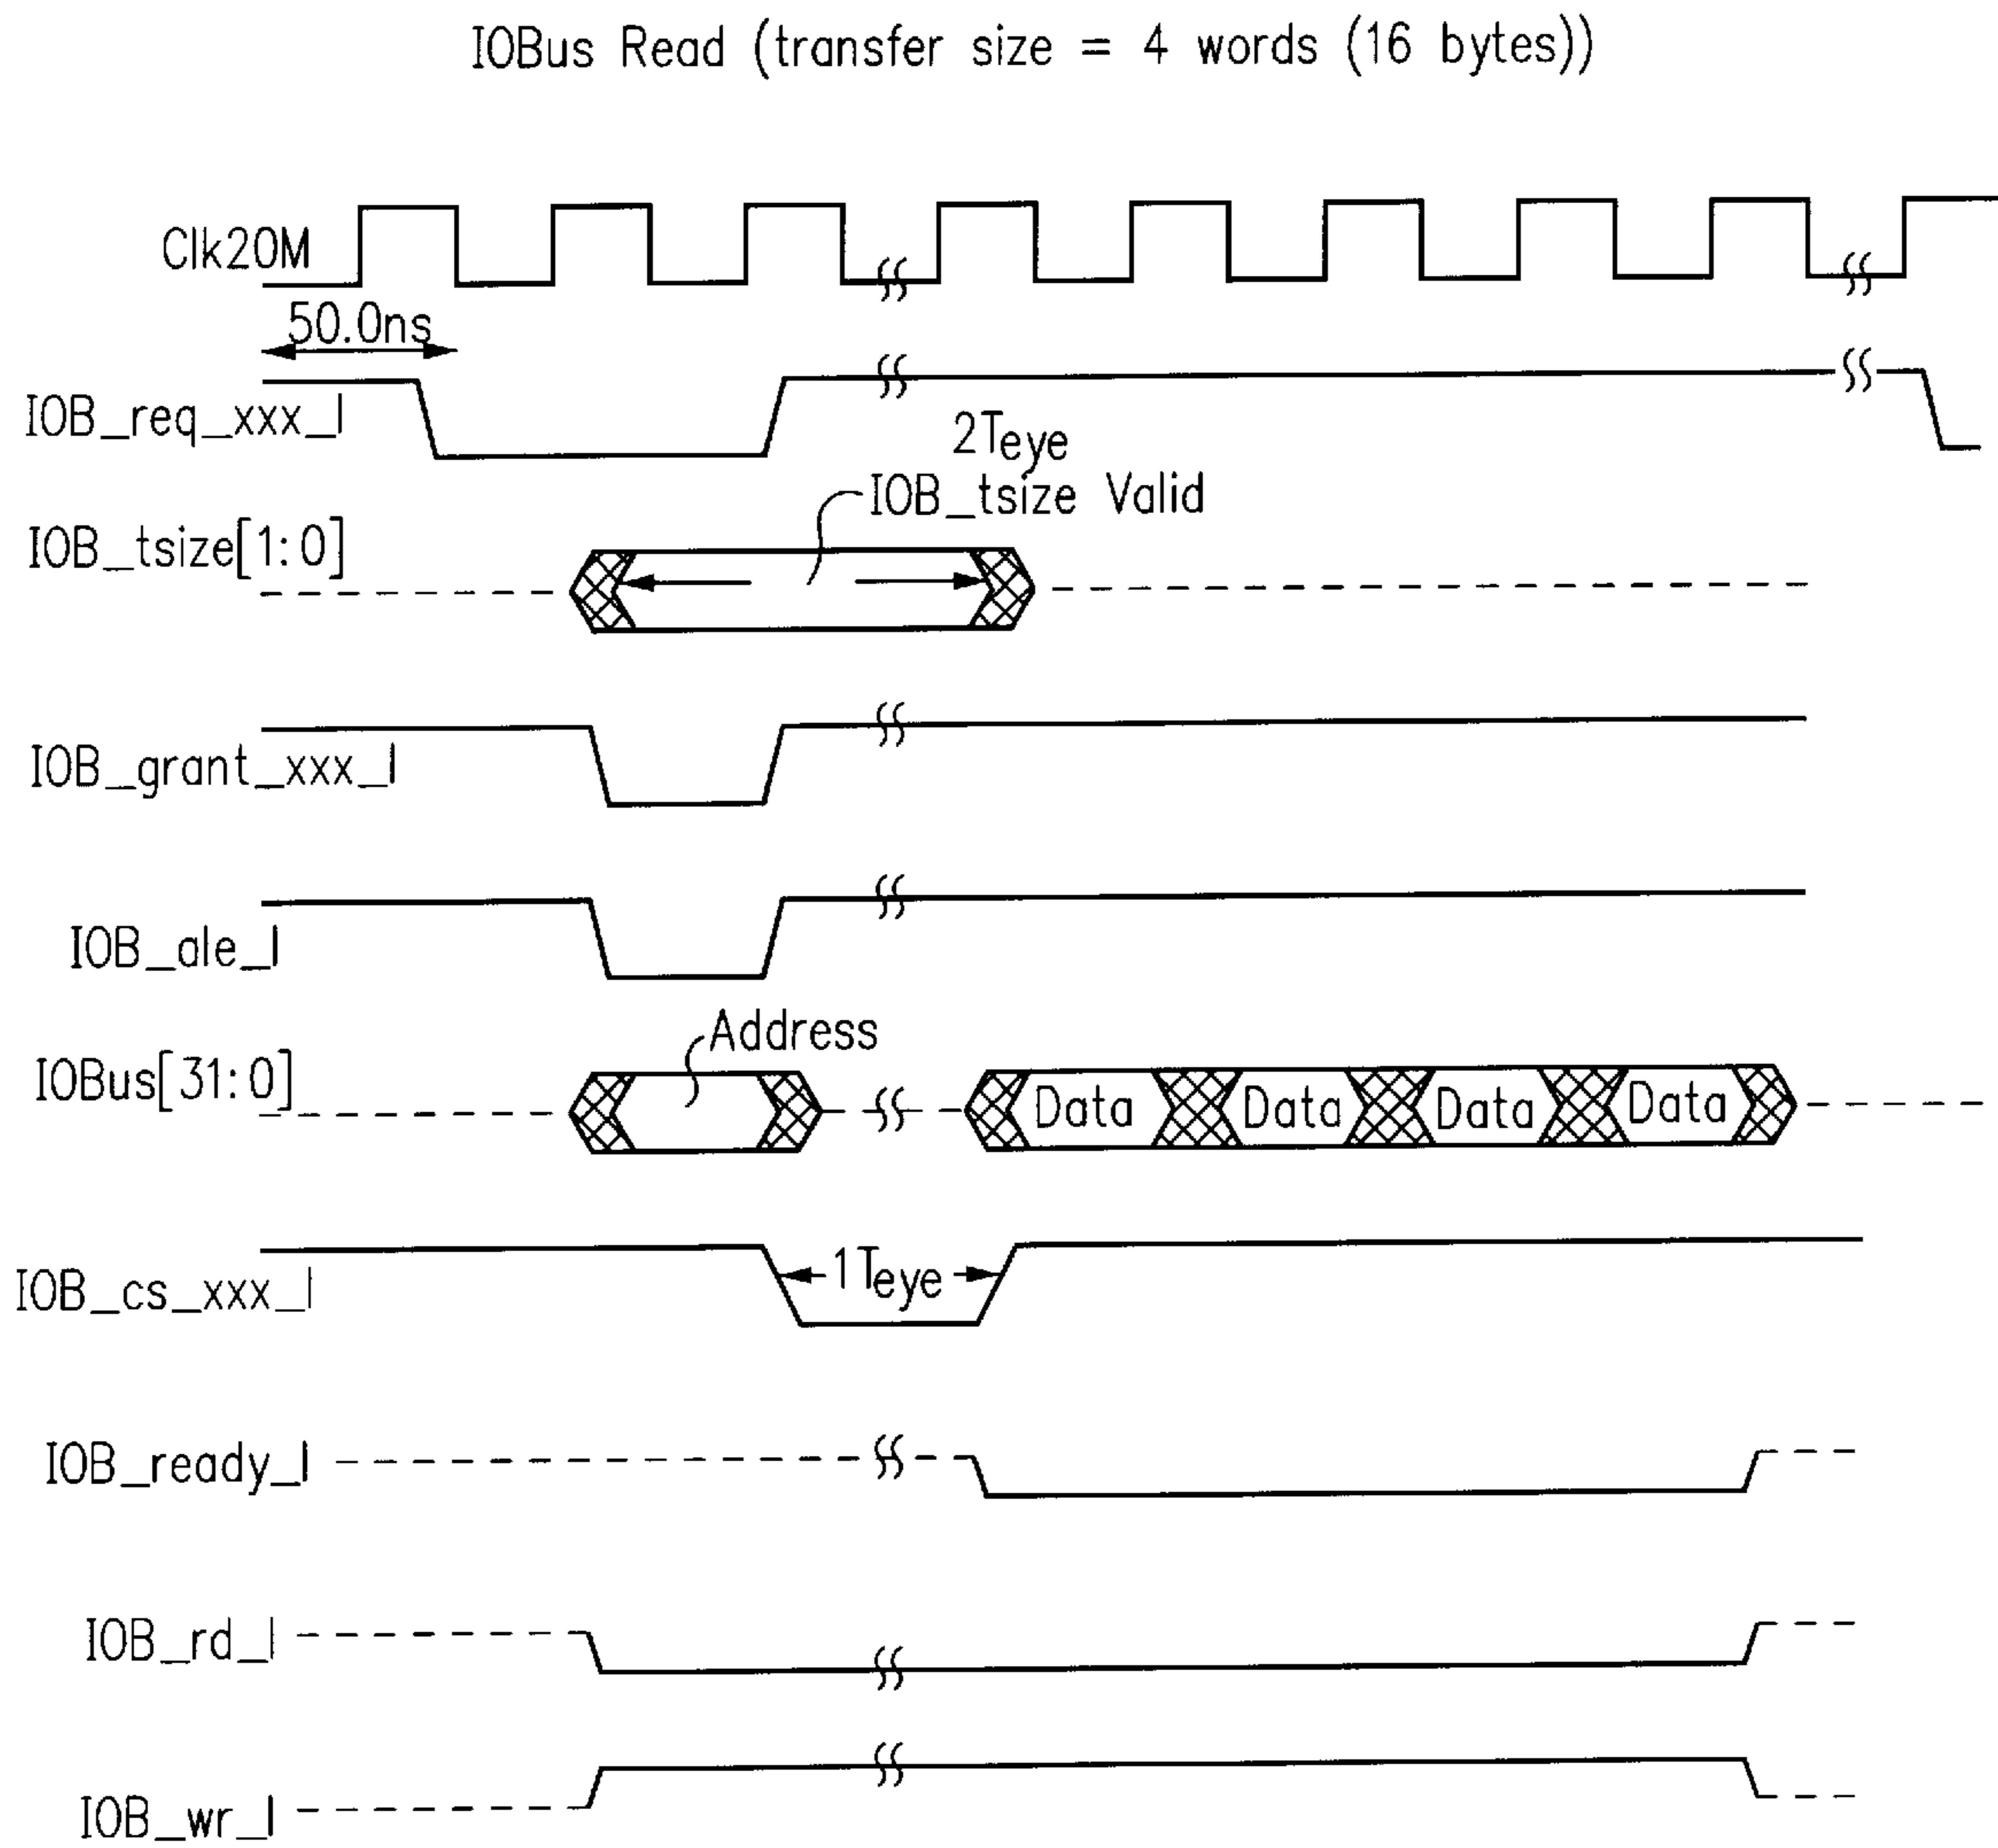 IOBus Read (transfer size = 4 words (16 bytes))
Clk20M
50.0ns
IOB_req_xxx_l
2Teye
IOB_tsize Valid
IOB_tsize[1:0]
IOB_grant_xxx_l
IOB_ale_l
Address
IOBus[31:0]
Data Data Data Data
IOB_cs_xxx_l
1Teye
IOB_ready_l
IOB_rd_l
IOB_wr_l